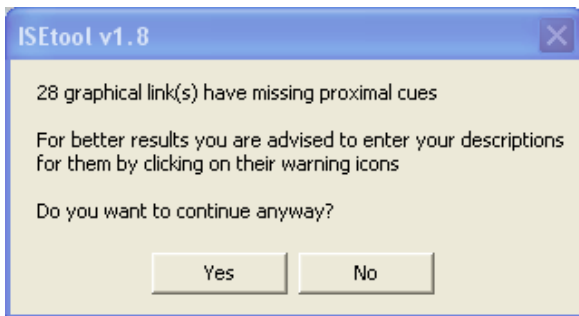 ISEtool v1.8
28 graphical link(s) have missing proximal cues
For better results you are advised to enter your descriptions
for them by clicking on their warning icons
Do you want to continue anyway?
Yes
No